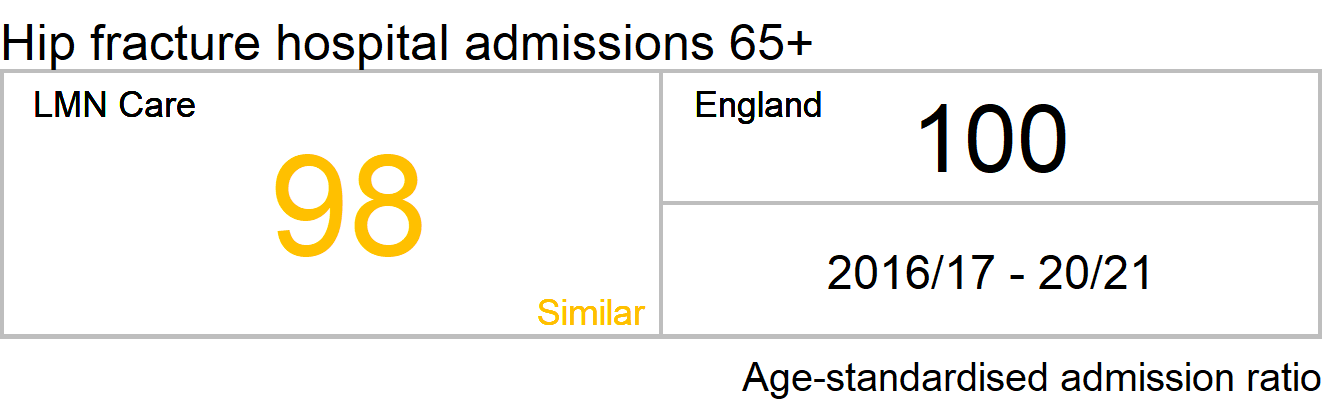 Hip fracture hospital admissions 65+
LMN Care
98
Similar
England
100
2016/17 - 20/21
Age-standardised admission ratio